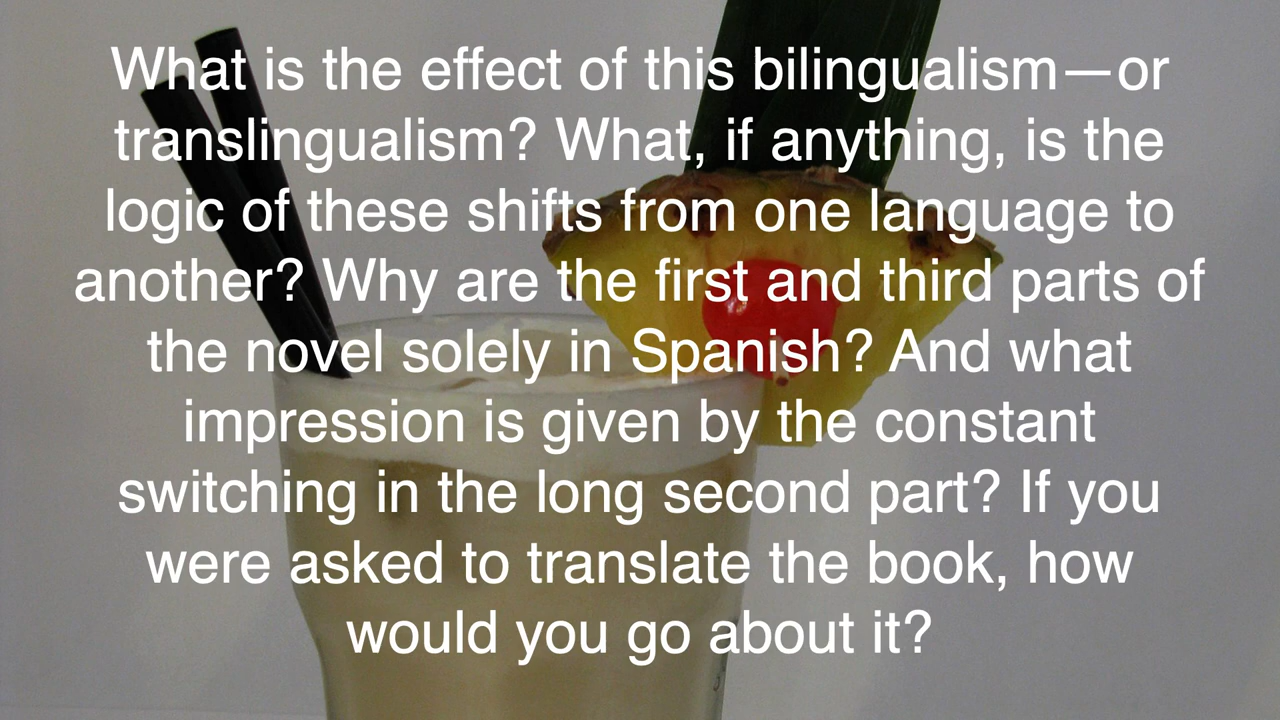 What is the effect of this bilingualism—or
translingualism? What, if anything, is the
logic of these shifts from one language to
another? Why are the first and third parts of
the novel solely in Spanish? And what
impression is given by the constant
switching in the long second part? If you
were asked to translate the book, how
would you go about it?